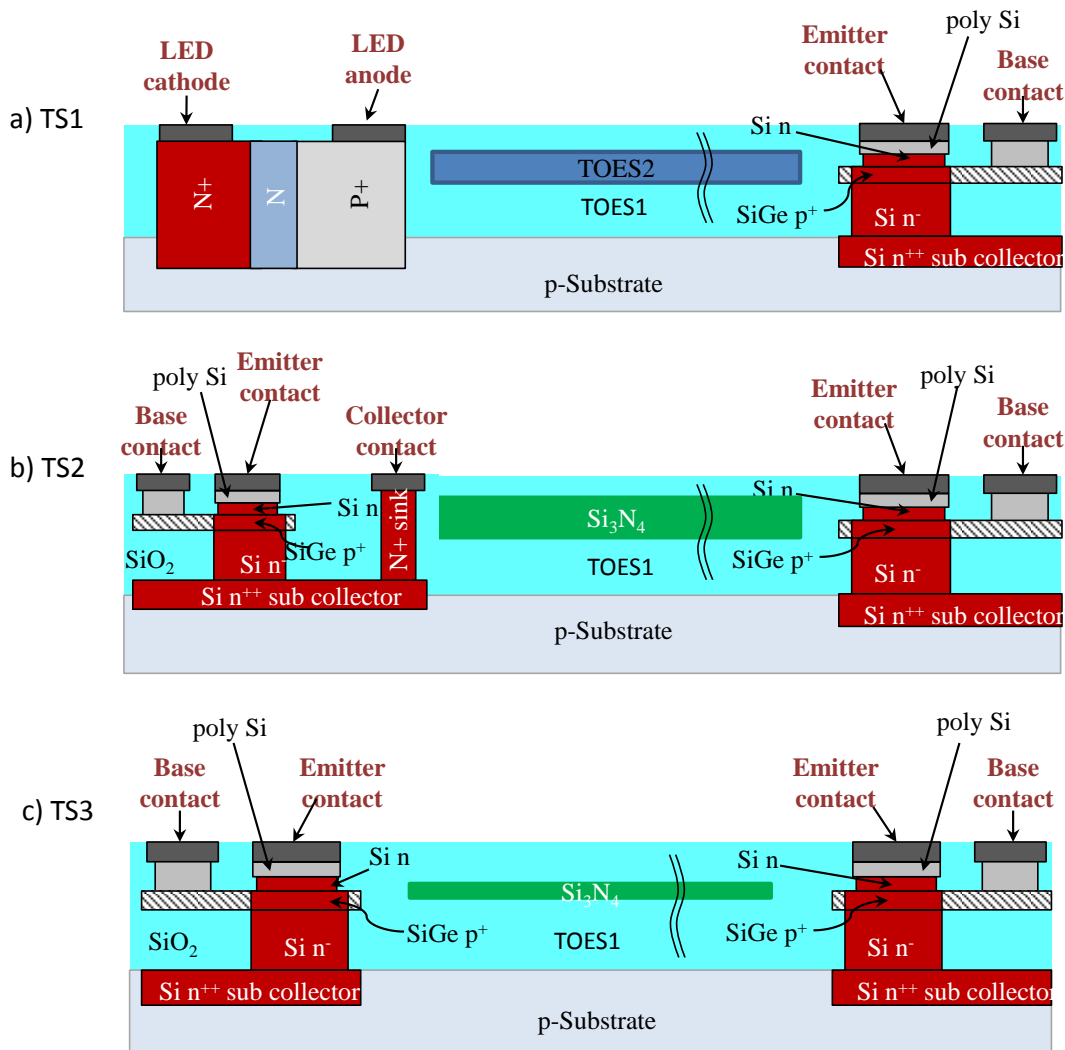 a) TS1
LED
cathode
LED
anode
Emitter
contact
poly Si
Base
contact
Si n
N+
N
P+
TOES2
TOES1
SiGe p⁺
Si n⁻
Si n⁺⁺ sub collector
p-Substrate
b) TS2
poly Si
Emitter
contact
Base
contact
Collector
contact
Emitter
contact
poly Si
Base
contact
Si n
SiGe p⁺
SiO₂
Si n⁻
N+ sink
Si n⁺⁺ sub collector
Si₃N₄
TOES1
Si n
SiGe p⁺
Si n⁻
Si n⁺⁺ sub collector
p-Substrate
c) TS3
poly Si
Base
contact
Emitter
contact
Emitter
contact
poly Si
Base
contact
Si n
SiGe p⁺
SiO₂
Si n⁻
Si n⁺⁺ sub collector
Si₃N₄
TOES1
Si n
SiGe p⁺
Si n⁻
Si n⁺⁺ sub collector
p-Substrate